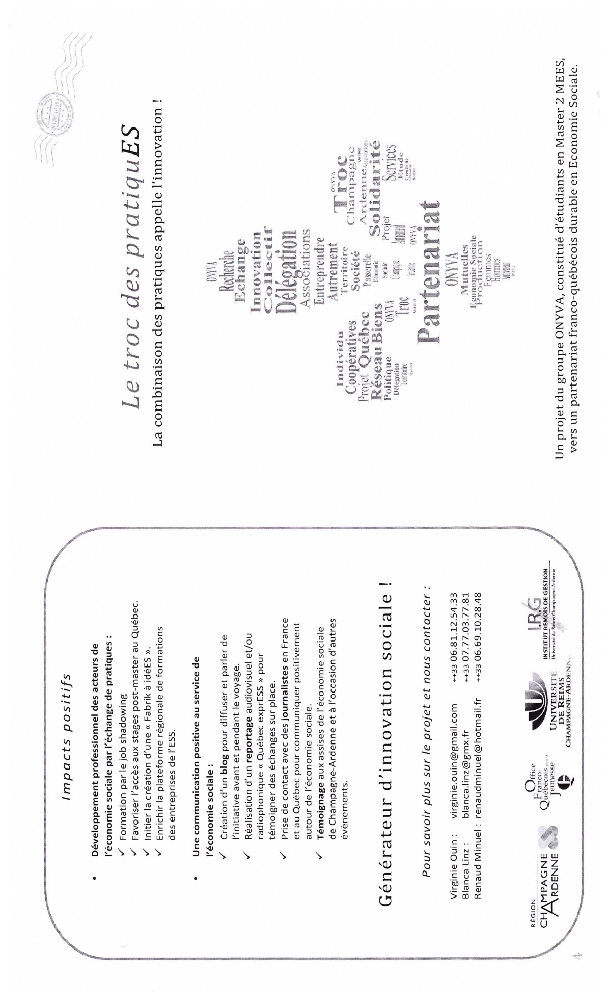 Impacts positifs
• Développement professionnel des acteurs de
l'économie sociale par l'échange de pratiques :
✓ Formation par le job shadowing
✓ Favoriser l'accès aux stages post-master au Québec.
✓ Initier la création d'une « Fabrik à idéES ».
✓ Enrichir la plateforme régionale de formations
des entreprises de l'ESS.
• Une communication positive au service de
l'économie sociale :
✓ Création d'un blog pour diffuser et parler de
l'initiative avant et pendant le voyage.
✓ Réalisation d'un reportage audiovisuel et/ou
radiophonique « Québec exprESS » pour
témoigner des échanges sur place.
✓ Prise de contact avec des journalistes en France
et au Québec pour communiquer positivement
autour de l'économie sociale.
✓ Témoignage aux assises de l'économie sociale
de Champagne-Ardenne et à l'occasion d'autres
évènements.
Générateur d'innovation sociale !
Pour savoir plus sur le projet et nous contacter :
Virginie Ouin : virginie.ouin@gmail.com ++33 06.81.12.54.33
Blanca Linz : blanca.linz@gmx.fr ++33 07.77.03.77.81
Renaud Minuel : renaudminuel@hotmail.fr ++33 06.69.10.28.48
RÉGION
CHAMPAGNE
ARDENNE
Office
Franco-
Québécois pour la
Jeunesse
UNIVERSITÉ
DE REIMS
CHAMPAGNE-ARDENNE
I.R.G
INSTITUT REMOIS DE GESTION
Université de Reims Champagne-Ardenne
4
QUEBEC ONYVA
Le troc des pratiquES
La combinaison des pratiques appelle l'innovation !
ONYVA
Recherche
Echange
Innovation
Collectif
Délégation
Associations
Entreprendre
Autrement
Territoire
Société
Passerelle
Economie
Sociale
Champagne
Ardenne
Individu
Coopératives
Projet Québec
Réseau Biens
Politique
ONYVA
Délégation
Troc
Territoire
Québec
Québec
ONYVA
Troc
Champagne
Québec
Ardenne Associations
Solidarité
Projet
Services
Autrement
Etude
ONYVA
Créativité
Economie
Sociale
Partenariat
ONYVA
Mutuelles
Economie Sociale
Production
Femmes
Hommes
Autrement
ONYVA
Un projet du groupe ONYVA, constitué d'étudiants en Master 2 MEES,
vers un partenariat franco-québécois durable en Economie Sociale.